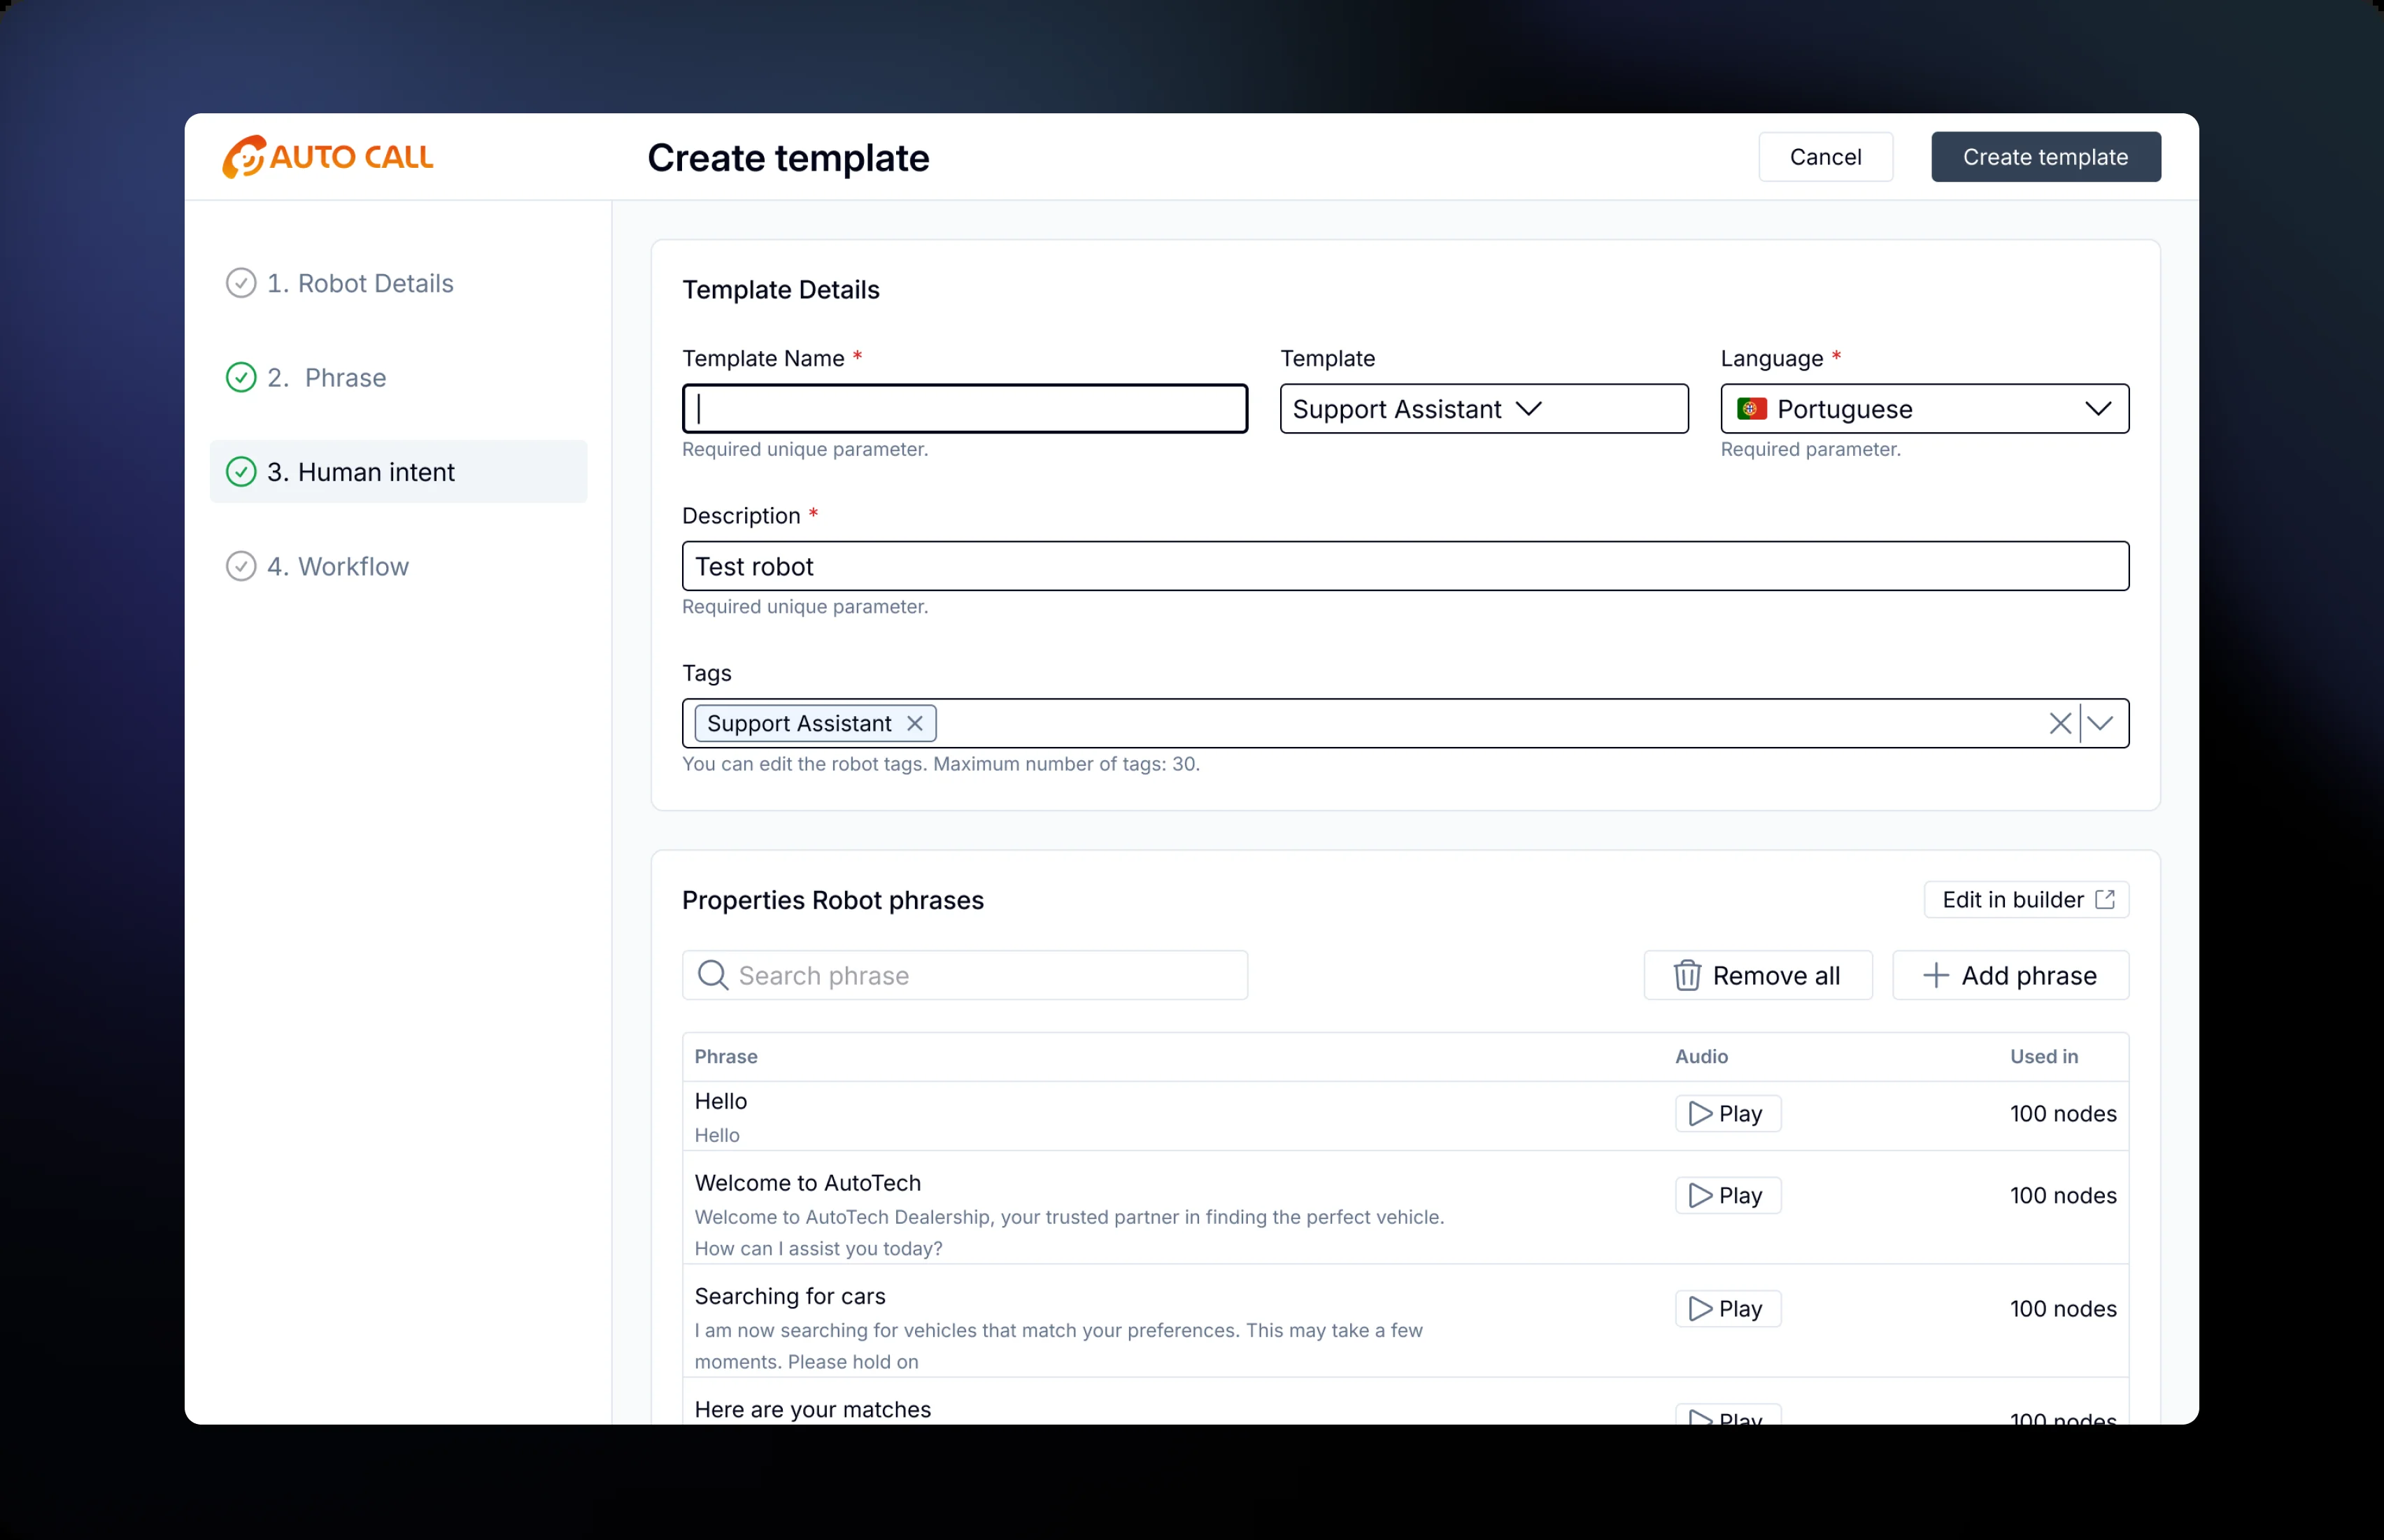 AUTO CALL
Create template
Cancel
Create template
1. Robot Details
2. Phrase
3. Human intent
4. Workflow
Template Details
Template Name *
Template
Language *
Support Assistant
Portuguese
Required unique parameter.
Required parameter.
Description *
Test robot
Required unique parameter.
Tags
Support Assistant
You can edit the robot tags. Maximum number of tags: 30.
Properties Robot phrases
Edit in builder
Search phrase
Remove all
Add phrase
Phrase
Audio
Used in
Hello
Hello
Play
100 nodes
Welcome to AutoTech
Welcome to AutoTech Dealership, your trusted partner in finding the perfect vehicle.
How can I assist you today?
Play
100 nodes
Searching for cars
I am now searching for vehicles that match your preferences. This may take a few
moments. Please hold on
Play
100 nodes
Here are your matches
Play
100 nodes